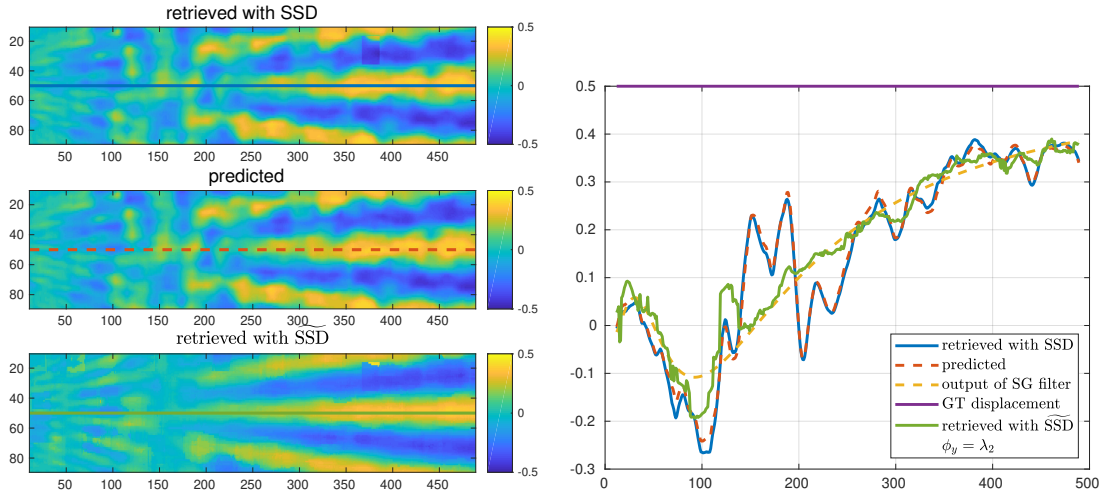 retrieved with SSD
20
40
60
80
50 100 150 200 250 300 350 400 450
0.5
0
-0.5
predicted
20
40
60
80
50 100 150 200 250 300 350 400 450
0.5
0
-0.5
retrieved with S͠S͠D
20
40
60
80
50 100 150 200 250 300 350 400 450
0.5
0
-0.5
0.5
0.4
0.3
0.2
0.1
0
-0.1
-0.2
-0.3
0 100 200 300 400 500
retrieved with SSD
predicted
output of SG filter
GT displacement
retrieved with S͠S͠D
ϕ_y = λ_2